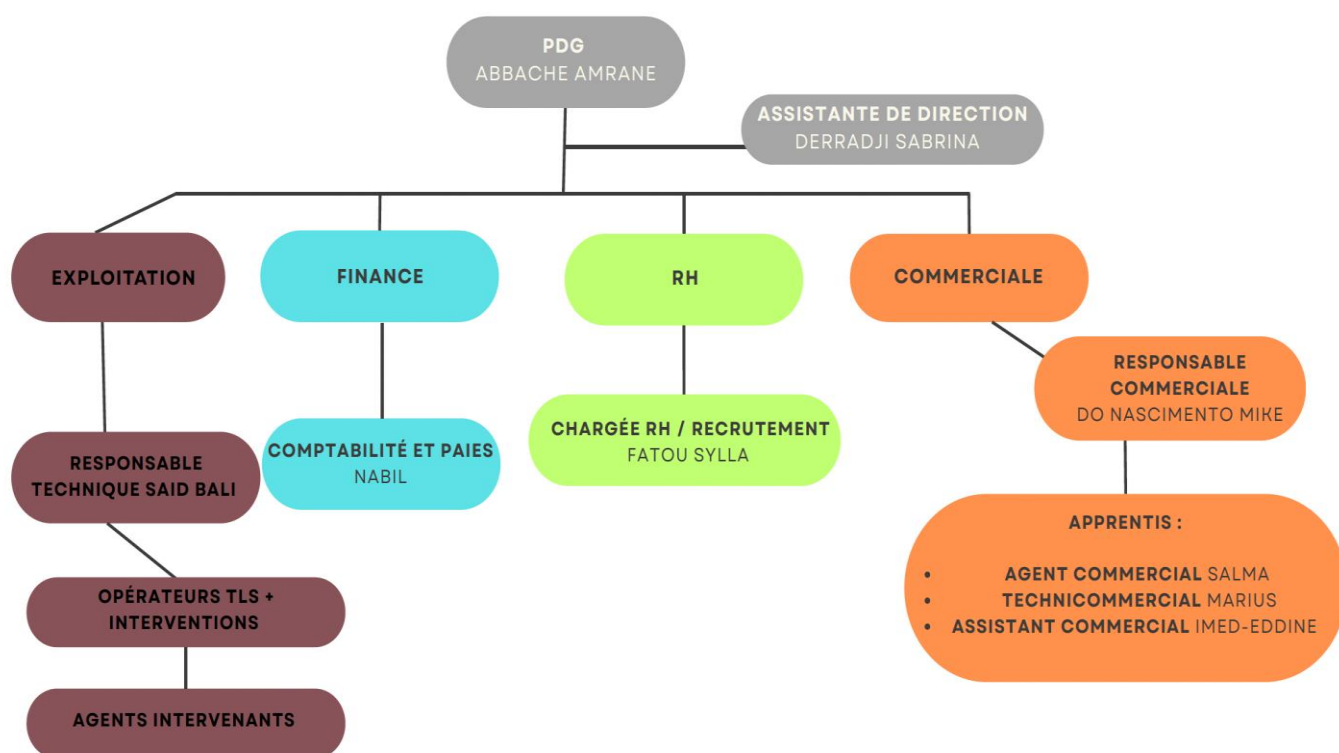 PDG
ABBACHE AMRANE
ASSISTANTE DE DIRECTION
DERRADJI SABRINA
EXPLOITATION
FINANCE
RH
COMMERCIALE
RESPONSABLE
COMMERCIALE
DO NASCIMENTO MIKE
RESPONSABLE
TECHNIQUE SAID BALI
COMPTABILITÉ ET PAIES
NABIL
CHARGÉE RH / RECRUTEMENT
FATOU SYLLA
APPRENTIS :
• AGENT COMMERCIAL SALMA
• TECHNICOMMERCIAL MARIUS
• ASSISTANT COMMERCIAL IMED-EDDINE
OPÉRATEURS TLS +
INTERVENTIONS
AGENTS INTERVENANTS